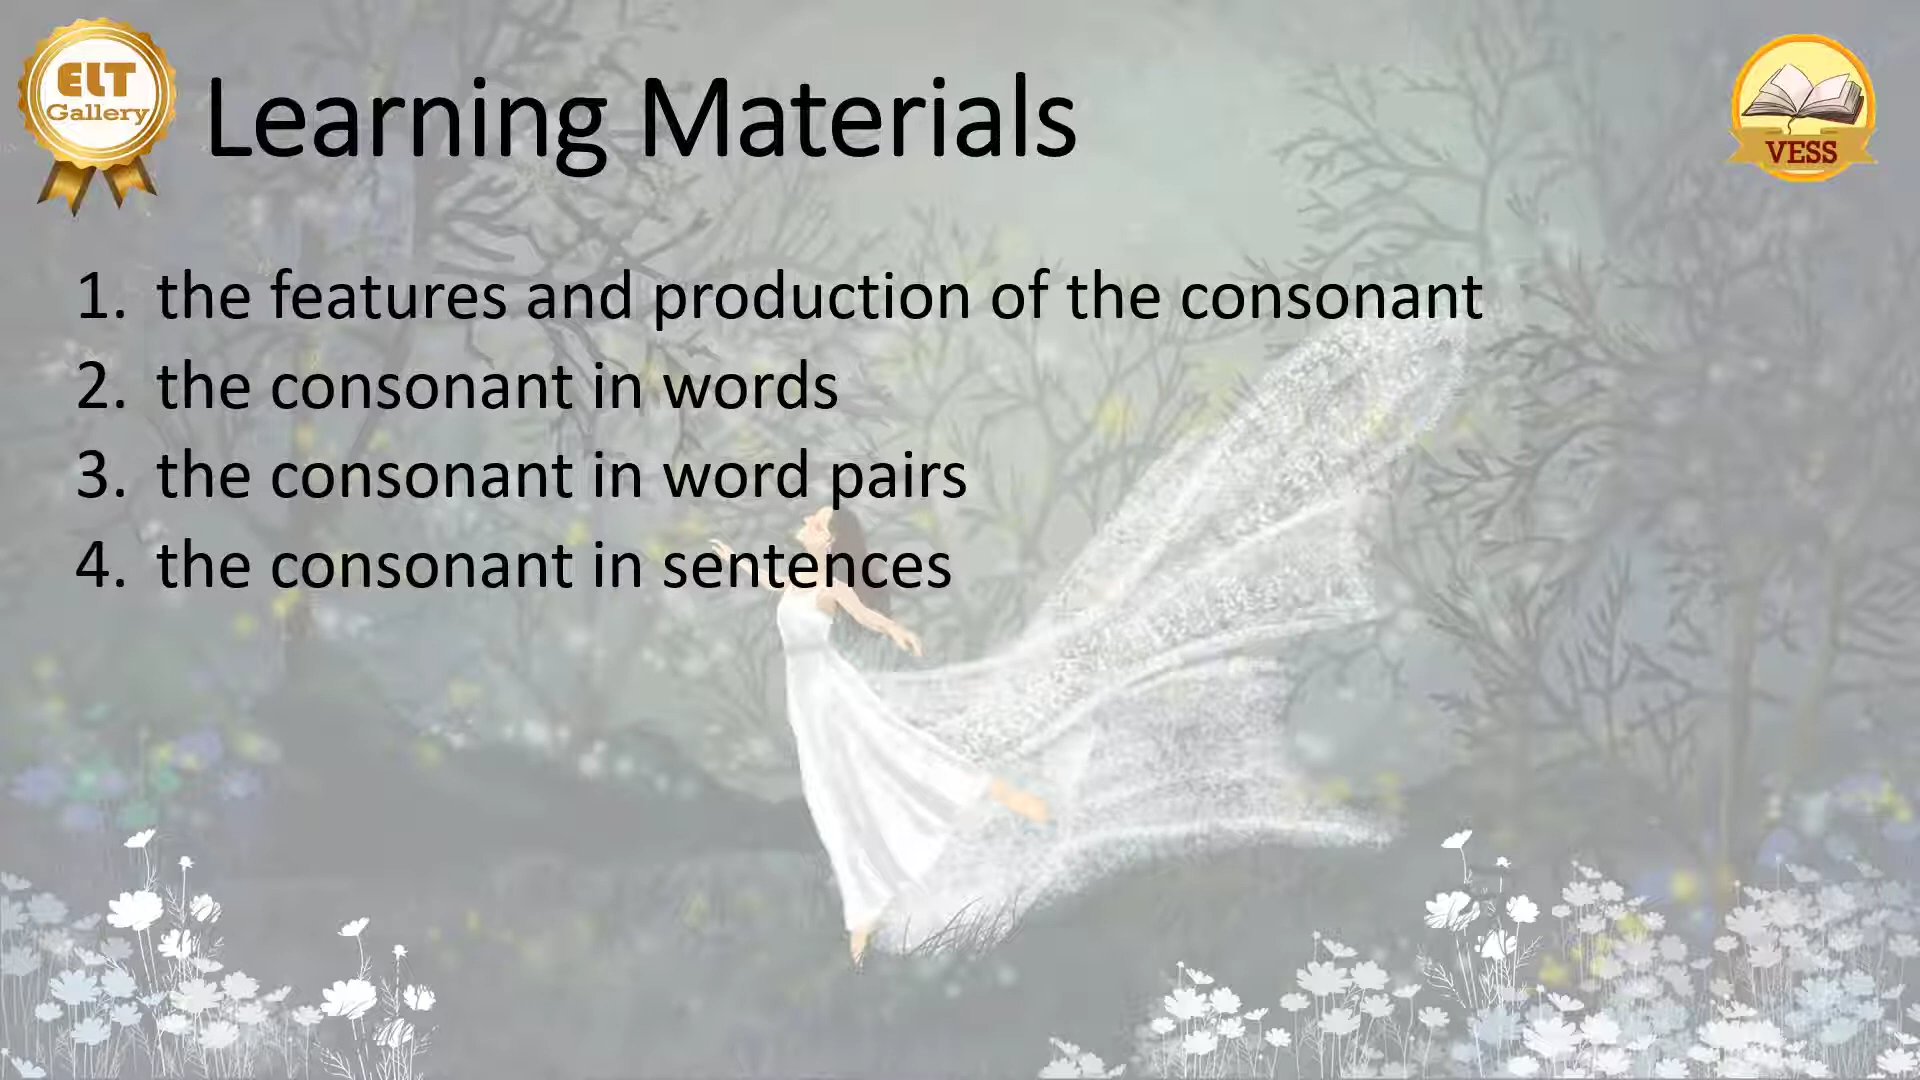 ELT
Gallery
Learning Materials
VESS
1. the features and production of the consonant
2. the consonant in words
3. the consonant in word pairs
4. the consonant in sentences